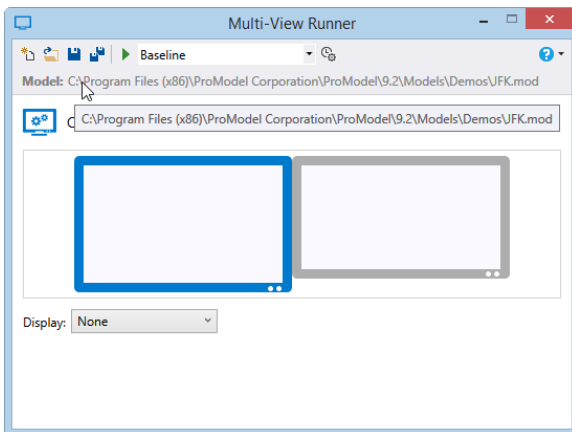 Multi-View Runner
Baseline
Model: C:\Program Files (x86)\ProModel Corporation\ProModel\9.2\Models\Demos\JFK.mod
C:\Program Files (x86)\ProModel Corporation\ProModel\9.2\Models\Demos\JFK.mod
Display: None